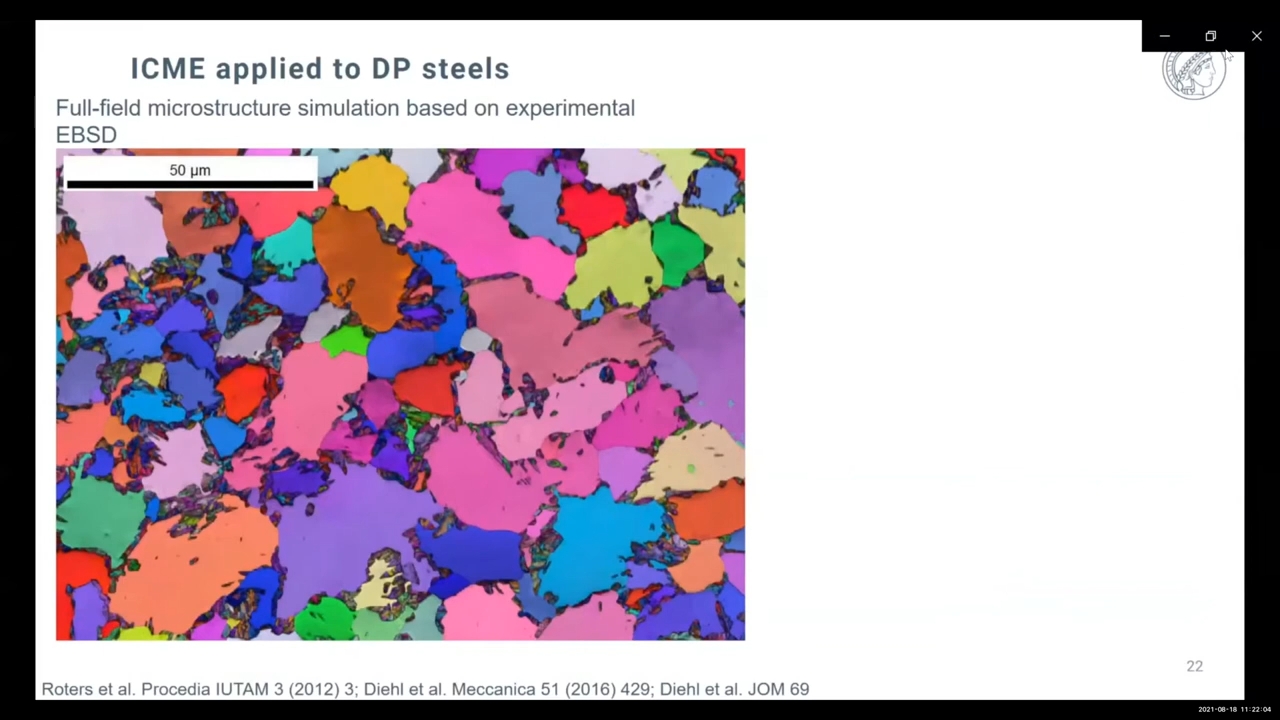 ICME applied to DP steels
Full-field microstructure simulation based on experimental
EBSD
50 µm
22
Roters et al. Procedia IUTAM 3 (2012) 3; Diehl et al. Meccanica 51 (2016) 429; Diehl et al. JOM 69
2021-08-18 11:22:04